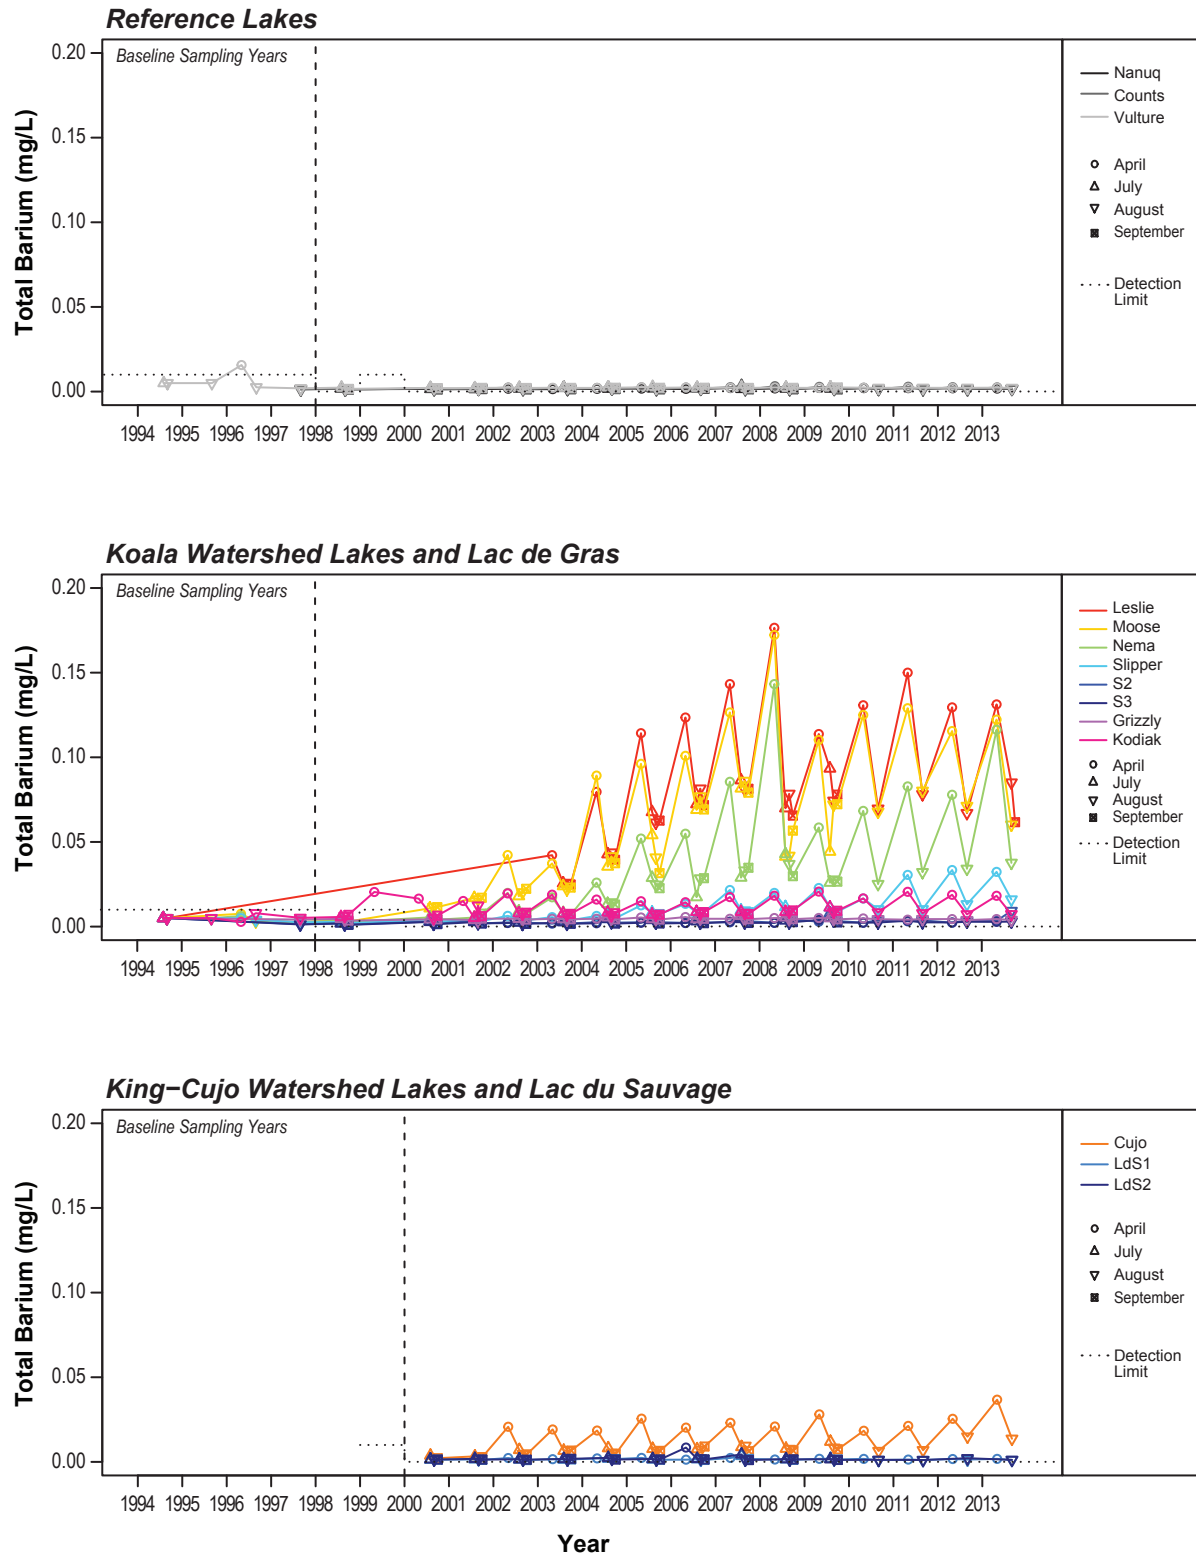 Reference Lakes
Baseline Sampling Years
Total Barium (mg/L)
0.20
0.15
0.10
0.05
0.00
1994 1995 1996 1997 1998 1999 2000 2001 2002 2003 2004 2005 2006 2007 2008 2009 2010 2011 2012 2013
Nanuq
Counts
Vulture
April
July
August
September
Detection
Limit
Koala Watershed Lakes and Lac de Gras
Baseline Sampling Years
Total Barium (mg/L)
0.20
0.15
0.10
0.05
0.00
1994 1995 1996 1997 1998 1999 2000 2001 2002 2003 2004 2005 2006 2007 2008 2009 2010 2011 2012 2013
Leslie
Moose
Nema
Slipper
S2
S3
Grizzly
Kodiak
April
July
August
September
Detection
Limit
King−Cujo Watershed Lakes and Lac du Sauvage
Baseline Sampling Years
Total Barium (mg/L)
0.20
0.15
0.10
0.05
0.00
1994 1995 1996 1997 1998 1999 2000 2001 2002 2003 2004 2005 2006 2007 2008 2009 2010 2011 2012 2013
Cujo
LdS1
LdS2
April
July
August
September
Detection
Limit
Year